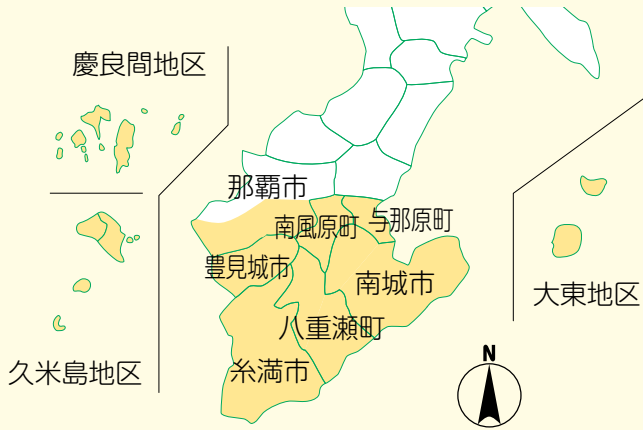 慶良間地区
那覇市
南風原町
与那原町
豊見城市
南城市
大東地区
八重瀬町
久米島地区
糸満市
N